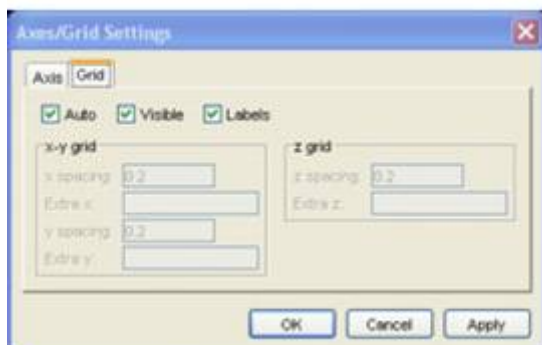 Axes/Grid Settings
Axis Grid
Auto Visible Labels
x-y grid
x spacing: 0.2
Extra x:
y spacing: 0.2
Extra y:
z grid
z spacing: 0.2
Extra z:
OK Cancel Apply